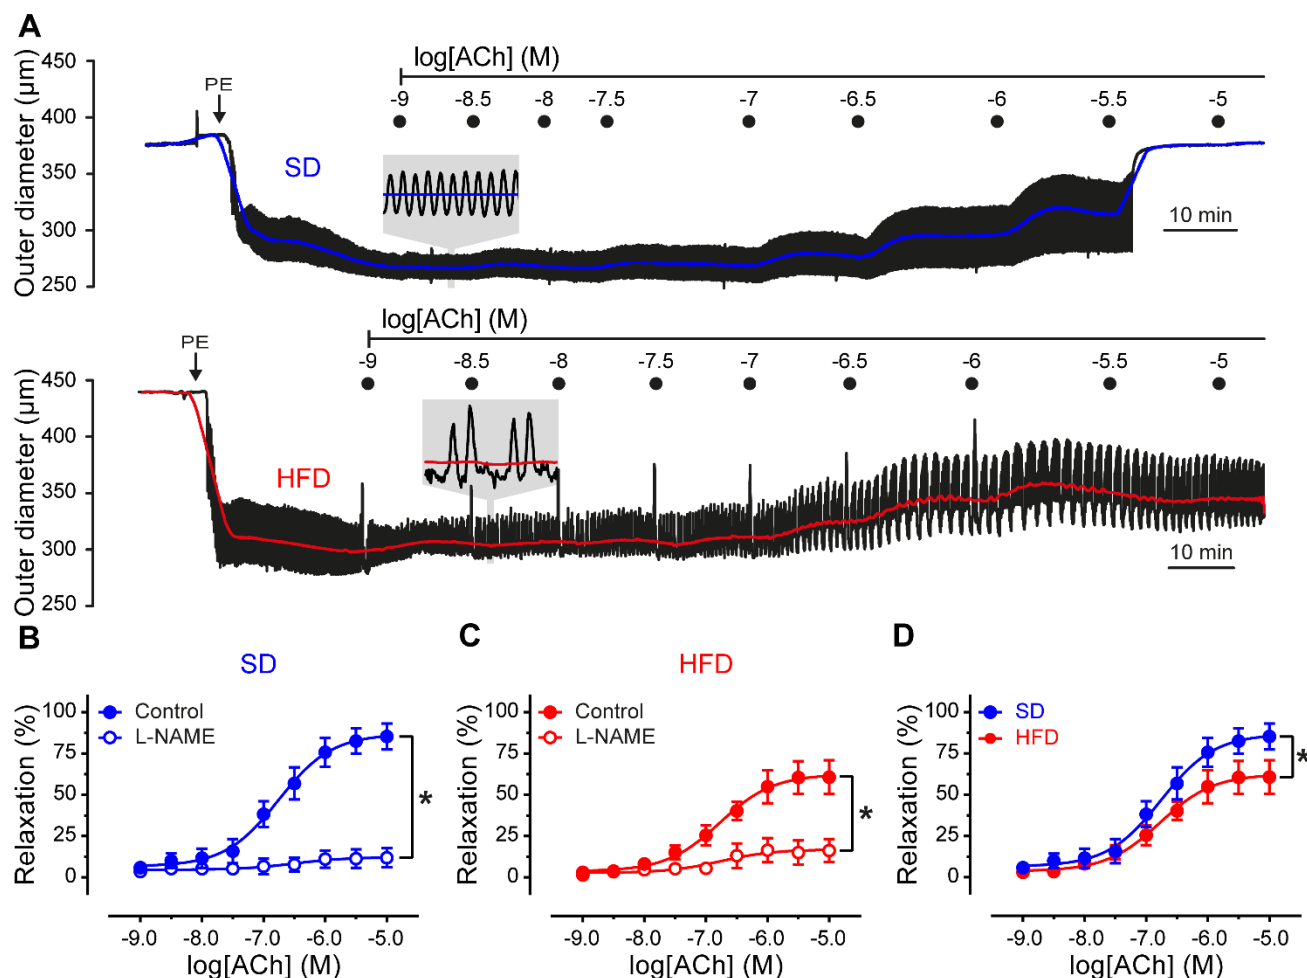 A
Outer diameter (µm)
450
400
350
300
250
PE
log[ACh] (M)
-9 -8.5 -8 -7.5 -7 -6.5 -6 -5.5 -5
SD
10 min
Outer diameter (µm)
450
400
350
300
250
PE
log[ACh] (M)
-9 -8.5 -8 -7.5 -7 -6.5 -6 -5.5 -5
HFD
10 min
B
SD
Relaxation (%)
100
75
50
25
0
Control
L-NAME
*
-9.0 -8.0 -7.0 -6.0 -5.0
log[ACh] (M)
C
HFD
Relaxation (%)
100
75
50
25
0
Control
L-NAME
*
-9.0 -8.0 -7.0 -6.0 -5.0
log[ACh] (M)
D
Relaxation (%)
100
75
50
25
0
SD
HFD
*
-9.0 -8.0 -7.0 -6.0 -5.0
log[ACh] (M)